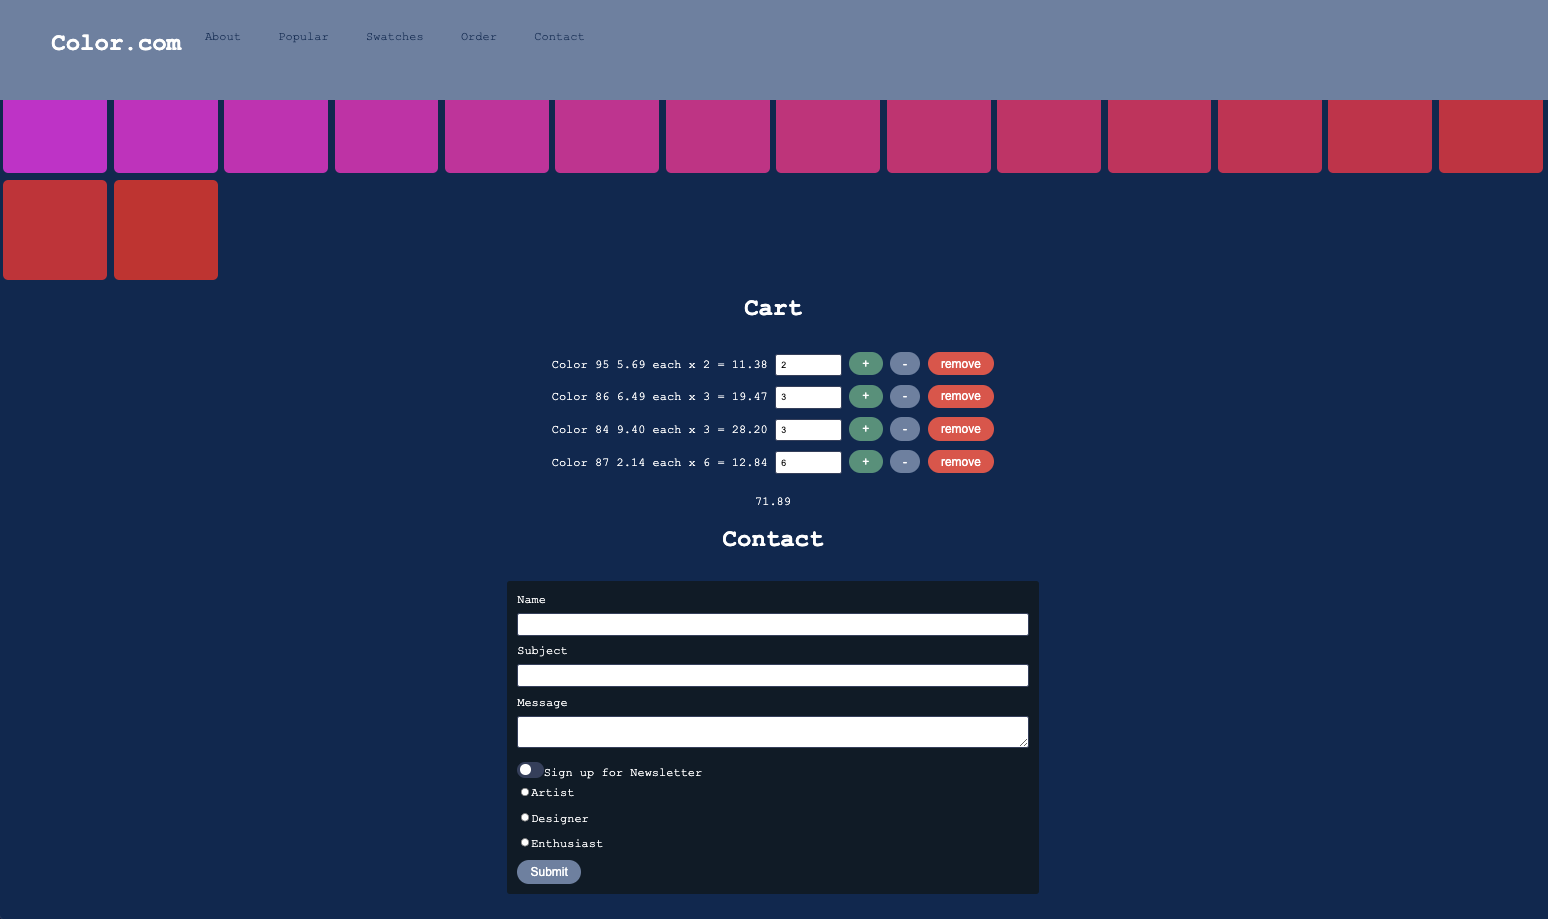 Color.com About Popular Swatches Order Contact
Cart
Color 95 5.69 each x 2 = 11.38 2 + - remove
Color 86 6.49 each x 3 = 19.47 3 + - remove
Color 84 9.40 each x 3 = 28.20 3 + - remove
Color 87 2.14 each x 6 = 12.84 6 + - remove
71.89
Contact
Name
Subject
Message
Sign up for Newsletter
Artist
Designer
Enthusiast
Submit